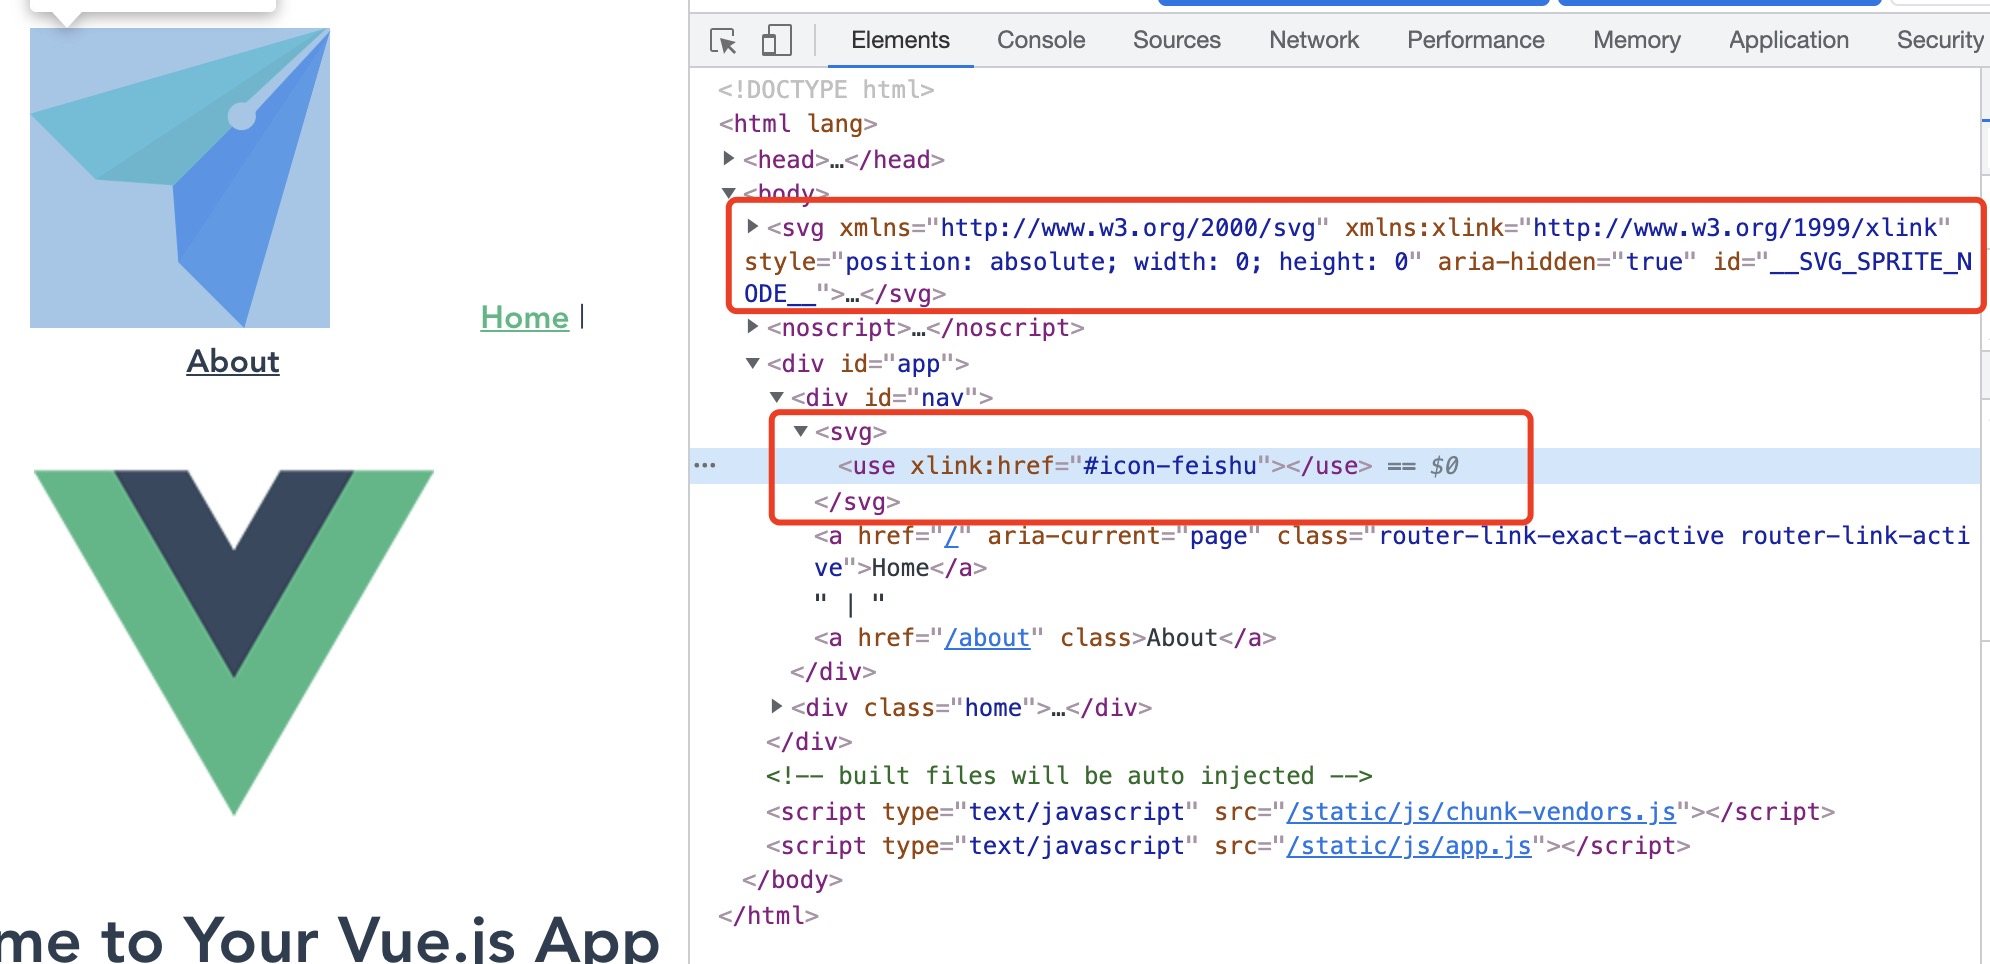 Home |
About
me to Your Vue.js App
Elements Console Sources Network Performance Memory Application Security
<!DOCTYPE html>
<html lang>
<head>…</head>
<body>
<svg xmlns="http://www.w3.org/2000/svg" xmlns:xlink="http://www.w3.org/1999/xlink"
style="position: absolute; width: 0; height: 0" aria-hidden="true" id="__SVG_SPRITE_N
ODE__">…</svg>
<noscript>…</noscript>
<div id="app">
<div id="nav">
<svg>
<use xlink:href="#icon-feishu"></use> == $0
</svg>
<a href="/" aria-current="page" class="router-link-exact-active router-link-acti
ve">Home</a>
" | "
<a href="/about" class>About</a>
</div>
<div class="home">…</div>
</div>
<!-- built files will be auto injected -->
<script type="text/javascript" src="/static/js/chunk-vendors.js"></script>
<script type="text/javascript" src="/static/js/app.js"></script>
</body>
</html>